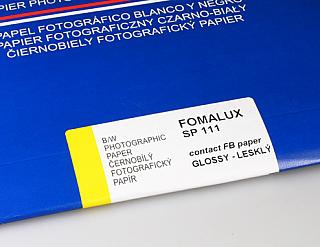 PAPEL FOTOGRÁFICO BLANCO Y NEGRO
PAPIER FOTOGRAFICZNY CZARNO-BIAŁY
ČIERNOBIELY FOTOGRAFICKÝ PAPIER
B/W
PHOTOGRAPHIC
PAPER
ČERNOBÍLÝ
FOTOGRAFICKÝ
PAPÍR
FOMALUX
SP 111
contact FB paper
GLOSSY - LESKLÝ